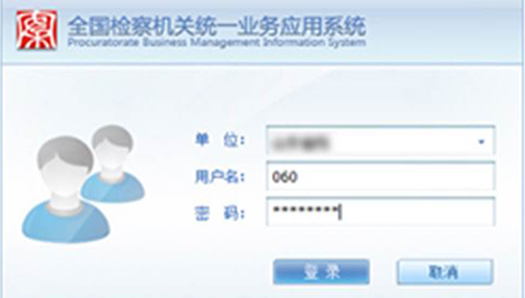 全国检察机关统一业务应用系统
Procuratorate Business Management Information System
单 位:
用户名: 060
密 码: ********
登 录 取消